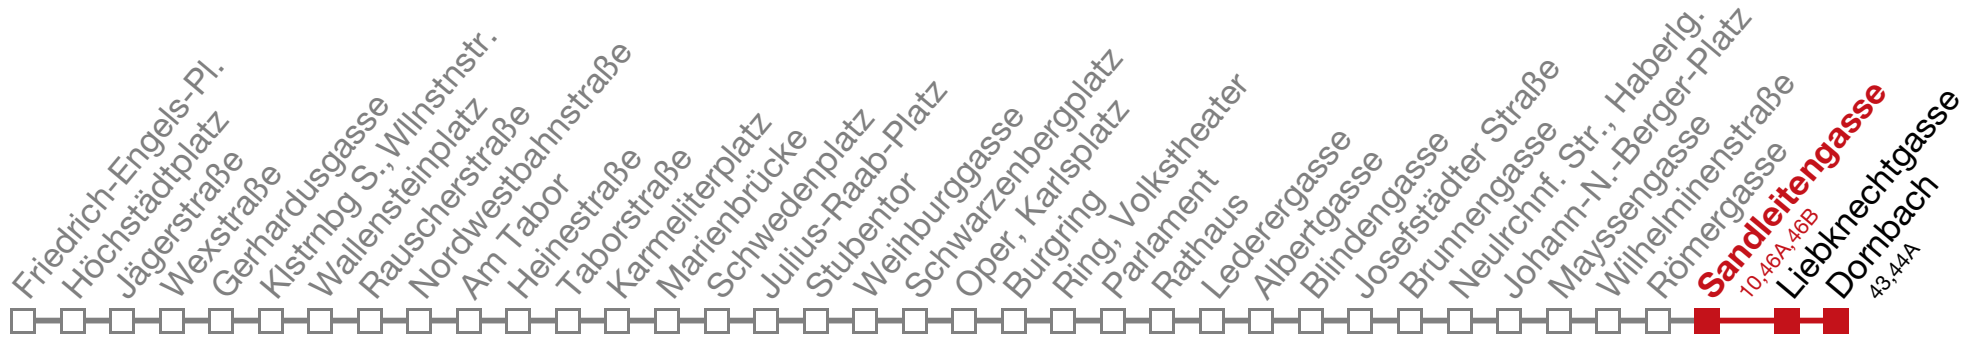 Friedrich-Engels-Pl.
Höchstädtplatz
Jägerstraße
Wexstraße
Gerhardusgasse
Klstrnbg S., Wllnstnstr.
Wallensteinplatz
Rauscherstraße
Nordwestbahnstraße
Am Tabor
Heinestraße
Taborstraße
Karmeliterplatz
Marienbrücke
Schwedenplatz
Julius-Raab-Platz
Stubentor
Weihburggasse
Schwarzenbergplatz
Oper, Karlsplatz
Burgring
Ring, Volkstheater
Parlament
Rathaus
Lederergasse
Albertgasse
Blindengasse
Josefstädter Straße
Brunnengasse
Neulrchnf. Str., Haberlg.
Johann-N.-Berger-Platz
Mayssengasse
Wilhelminenstraße
Römergasse
Sandleitengasse
10,46A,46B
Liebknechtgasse
Dornbach
43,44A